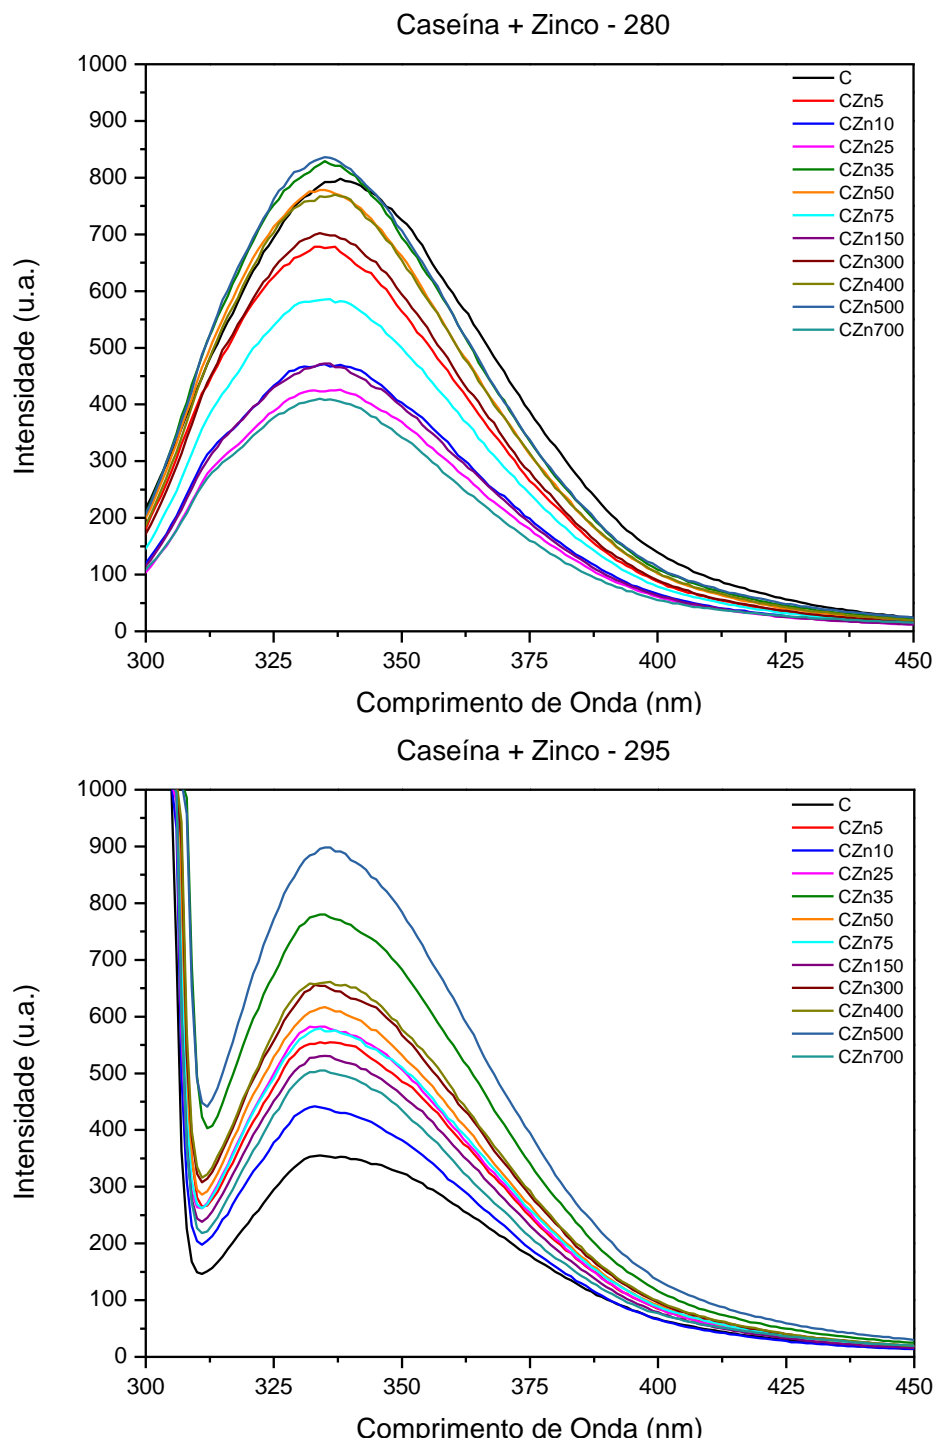 Caseína + Zinco - 280
1000
900
800
700
600
500
400
300
200
100
0
Intensidade (u.a.)
C
CZn5
CZn10
CZn25
CZn35
CZn50
CZn75
CZn150
CZn300
CZn400
CZn500
CZn700
300 325 350 375 400 425 450
Comprimento de Onda (nm)
Caseína + Zinco - 295
1000
900
800
700
600
500
400
300
200
100
0
Intensidade (u.a.)
C
CZn5
CZn10
CZn25
CZn35
CZn50
CZn75
CZn150
CZn300
CZn400
CZn500
CZn700
300 325 350 375 400 425 450
Comprimento de Onda (nm)